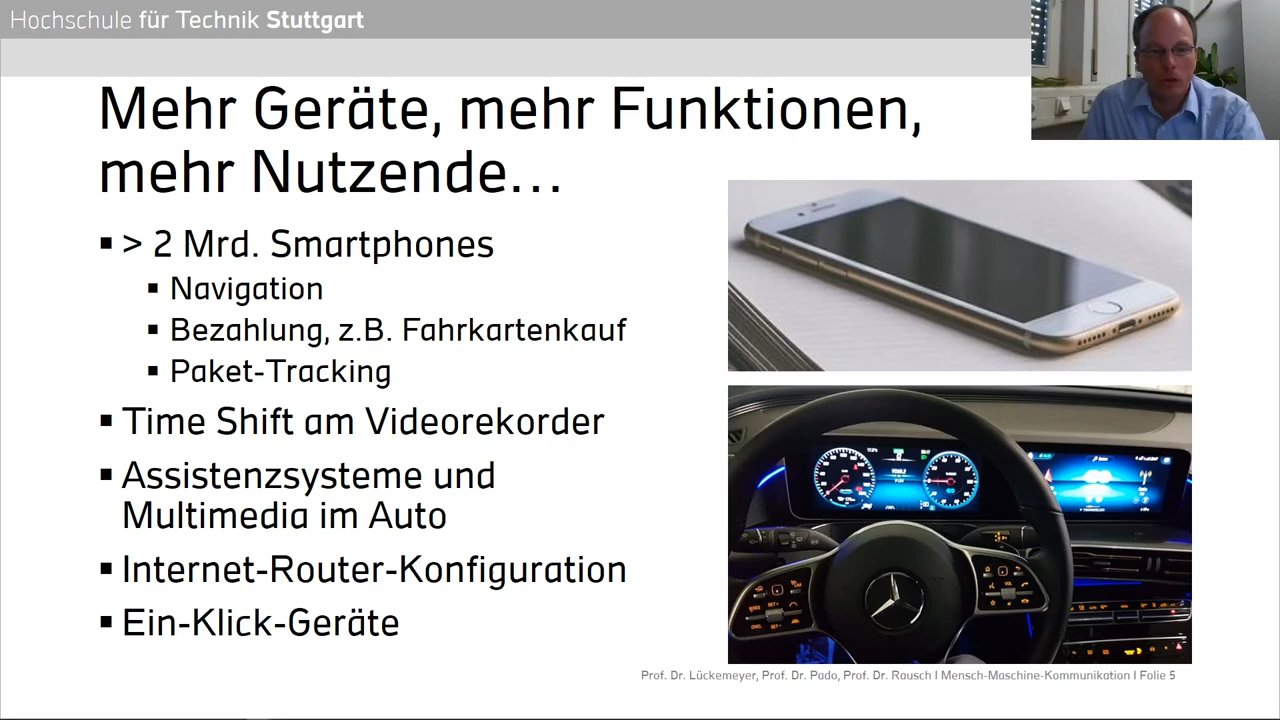 Hochschule für Technik Stuttgart
Mehr Geräte, mehr Funktionen,
mehr Nutzende...
> 2 Mrd. Smartphones
Navigation
Bezahlung, z.B. Fahrkartenkauf
Paket-Tracking
Time Shift am Videorekorder
Assistenzsysteme und
Multimedia im Auto
Internet-Router-Konfiguration
Ein-Klick-Geräte
Prof. Dr. Lückemeyer, Prof. Dr. Pado, Prof. Dr. Rausch I Mensch-Maschine-Kommunikation I Folie 5